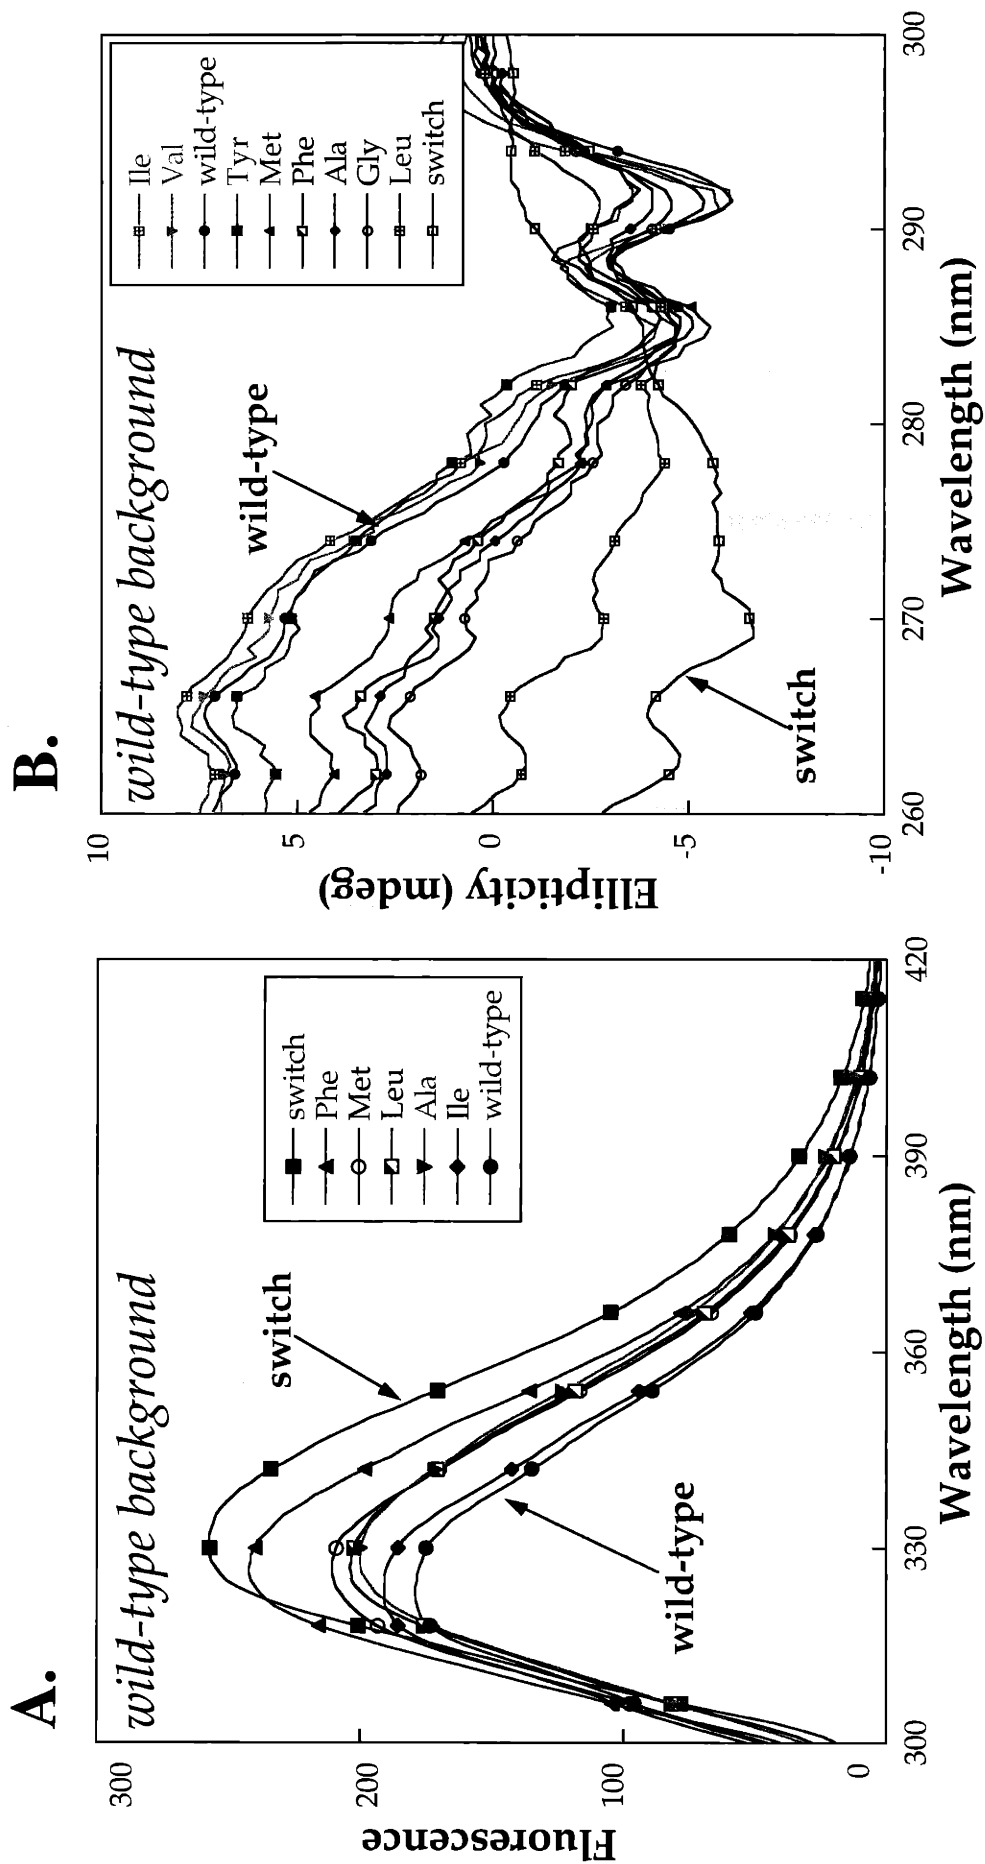 A.
wild-type background
switch
Phe
Met
Leu
Ala
Ile
wild-type
switch
wild-type
Fluorescence
300
200
100
0
300
330
360
390
420
Wavelength (nm)
B.
wild-type background
Ile
Val
wild-type
Tyr
Met
Phe
Ala
Gly
Leu
switch
wild-type
switch
Ellipticity (mdeg)
10
5
0
-5
-10
260
270
280
290
300
Wavelength (nm)